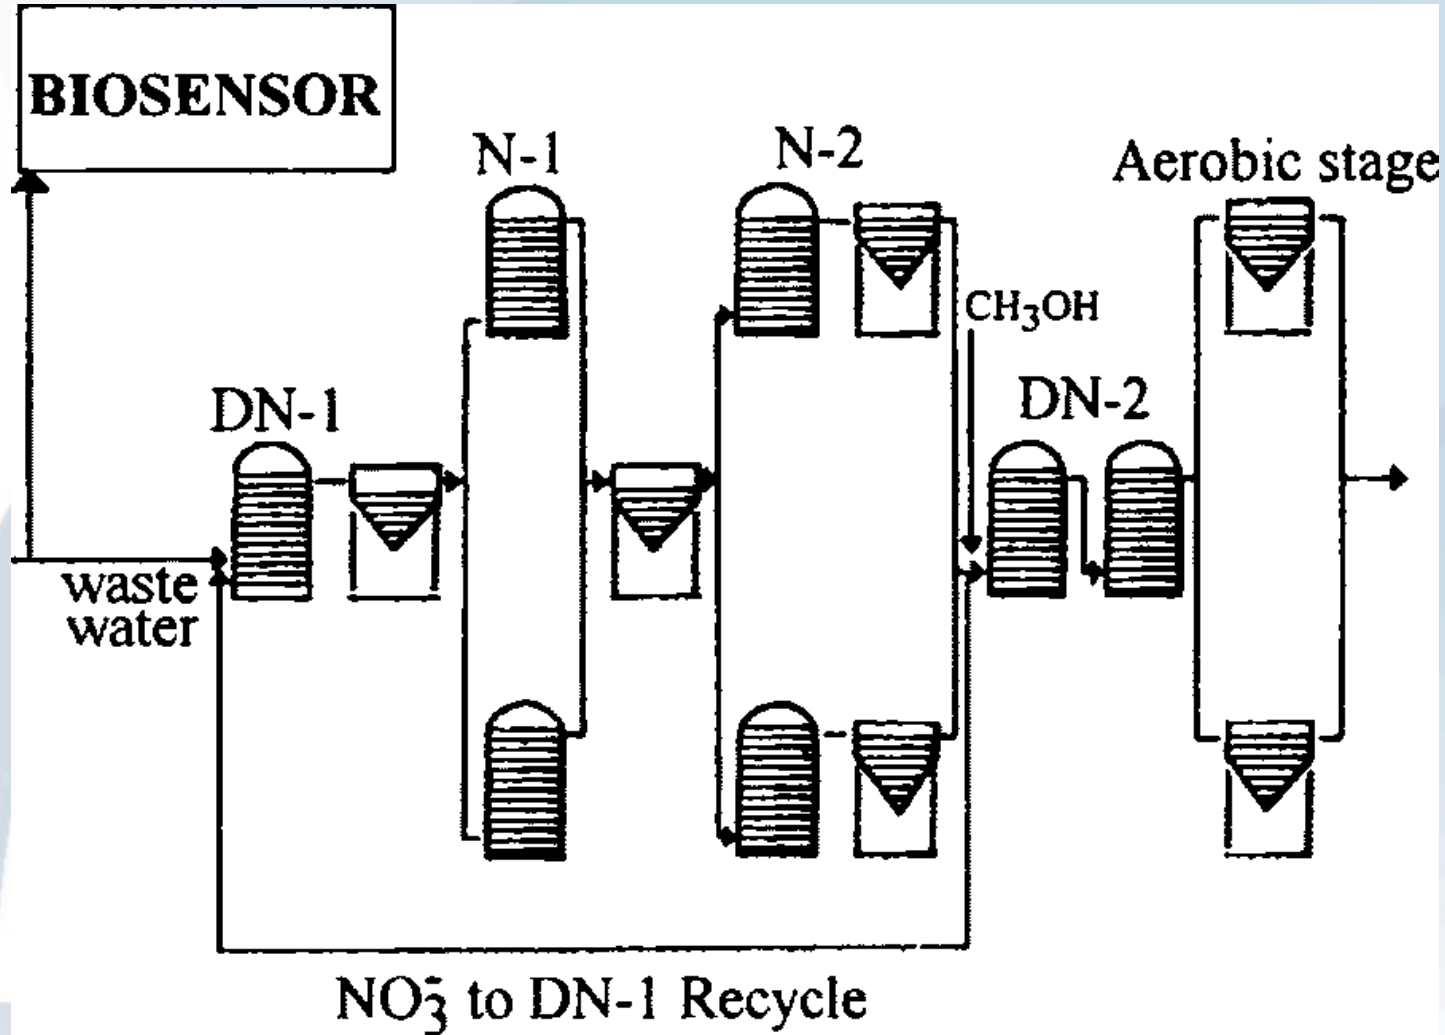 BIOSENSOR
N-1
N-2
Aerobic stage
CH₃OH
DN-1
DN-2
waste
water
NO₃⁻ to DN-1 Recycle